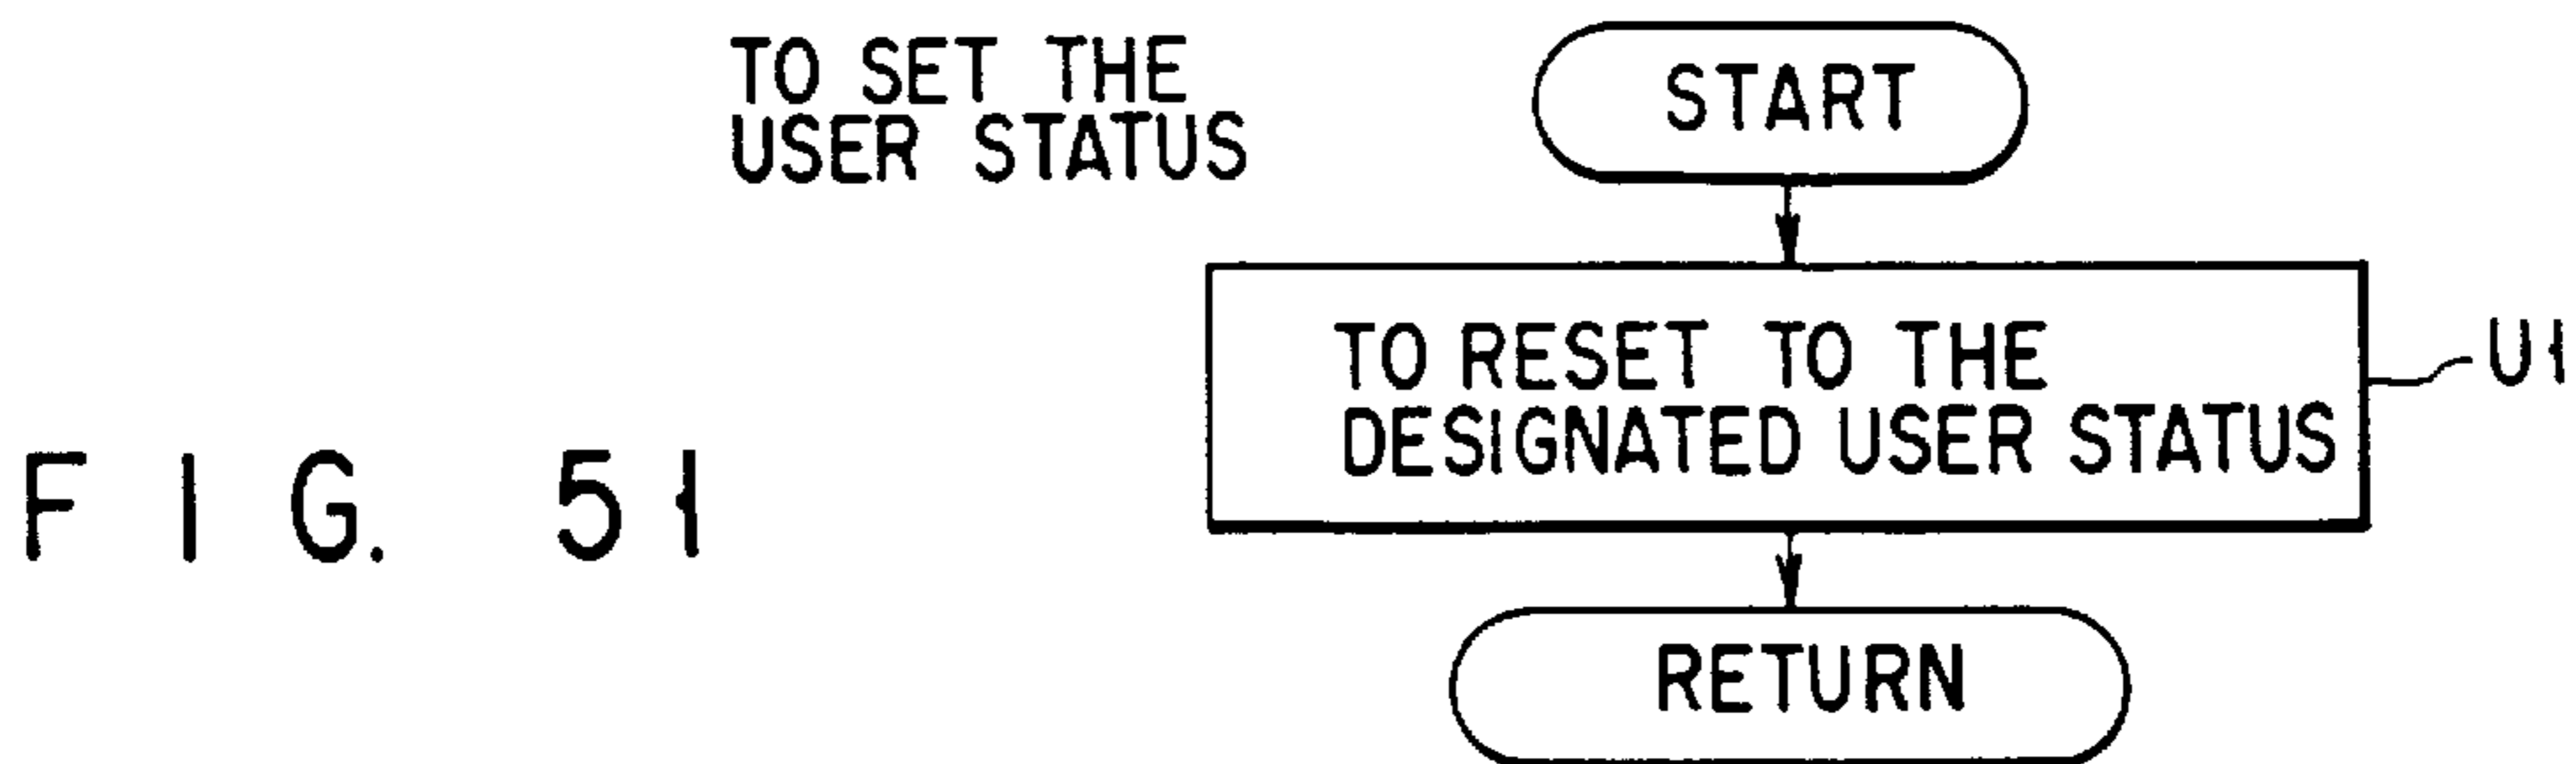 TO SET THE
USER STATUS
START
TO RESET TO THE
DESIGNATED USER STATUS
U1
RETURN
FIG. 51